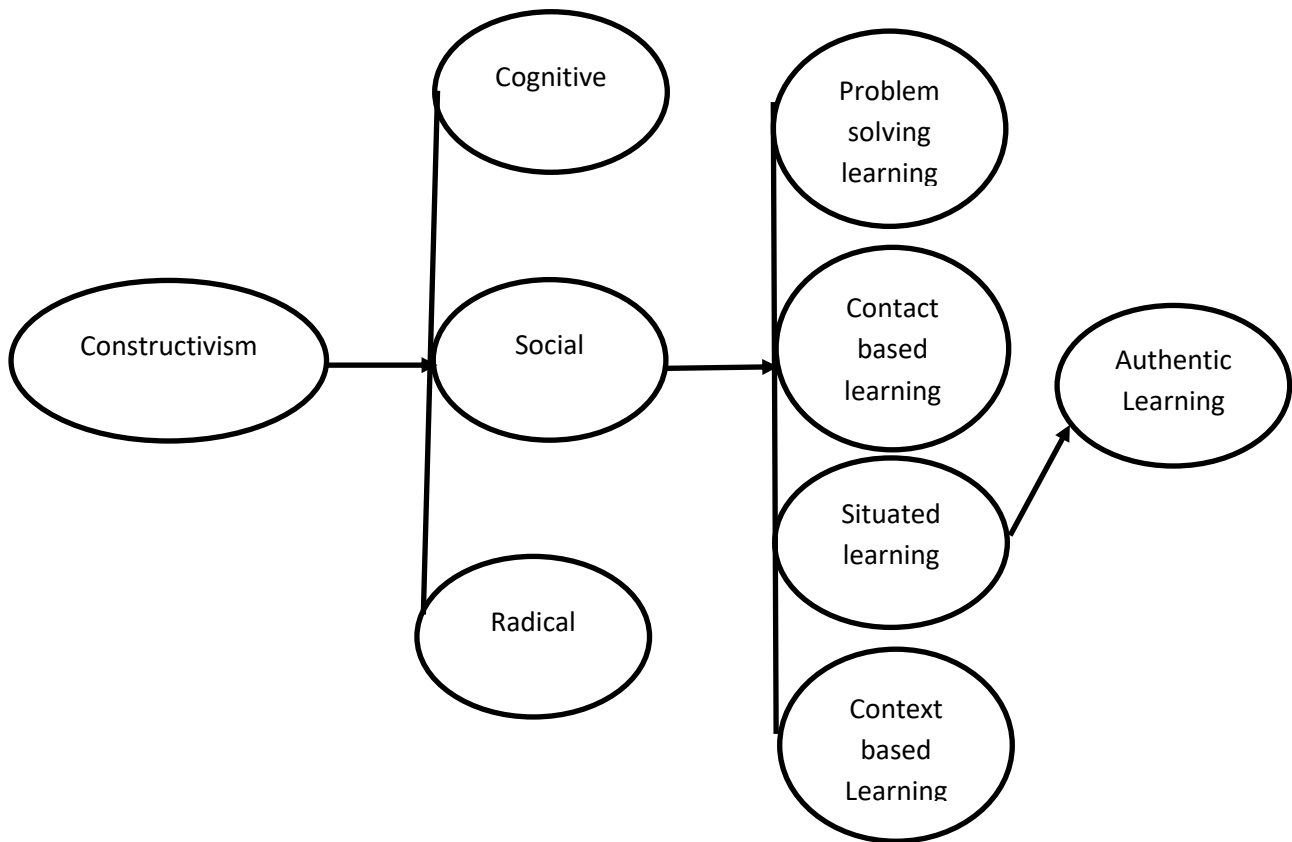 Constructivism
Cognitive
Social
Radical
Problem
solving
learning
Contact
based
learning
Situated
learning
Context
based
Learning
Authentic
Learning